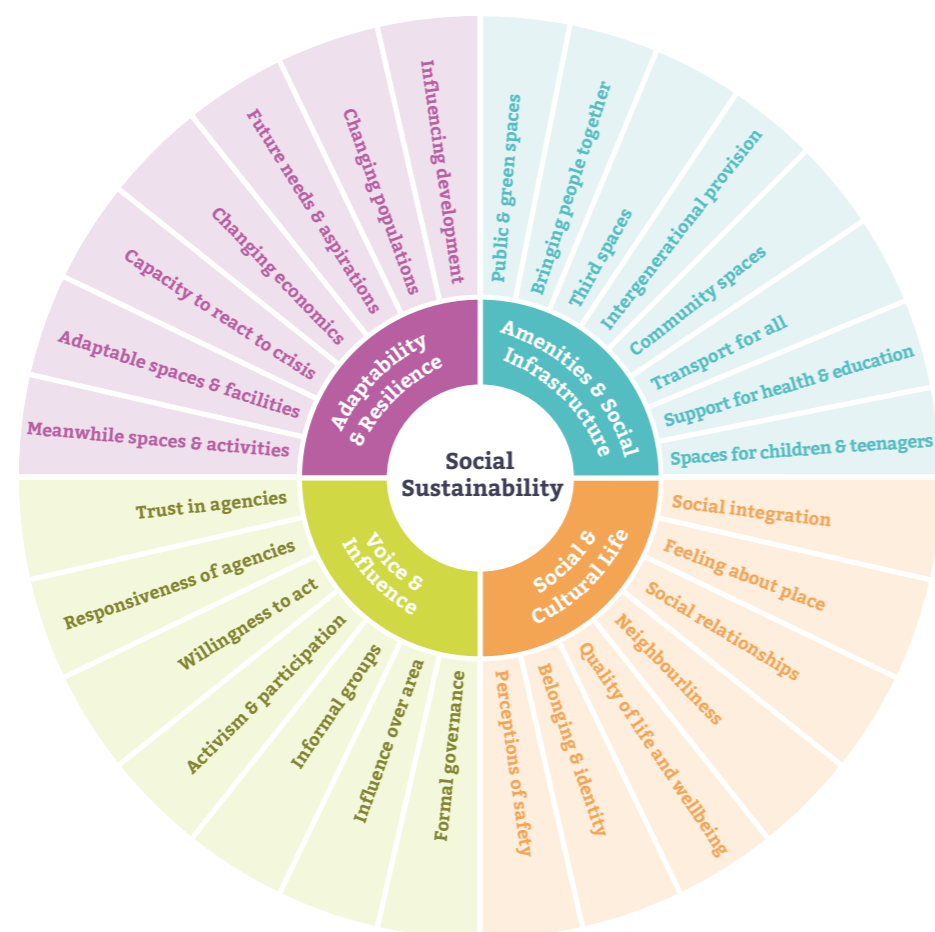 Social
Sustainability
Amenities & Social
Infrastructure
Public & green spaces
Bringing people together
Third spaces
Intergenerational provision
Community spaces
Transport for all
Support for health & education
Spaces for children & teenagers
Social &
Cultural Life
Social integration
Feeling about place
Social relationships
Neighbourliness
Quality of life and wellbeing
Belonging & identity
Perceptions of safety
Voice &
Influence
Formal governance
Influence over area
Informal groups
Activism & participation
Willingness to act
Responsiveness of agencies
Trust in agencies
Adaptability
& Resilience
Meanwhile spaces & activities
Adaptable spaces & facilities
Capacity to react to crisis
Changing economics
Future needs & aspirations
Changing populations
Influencing development